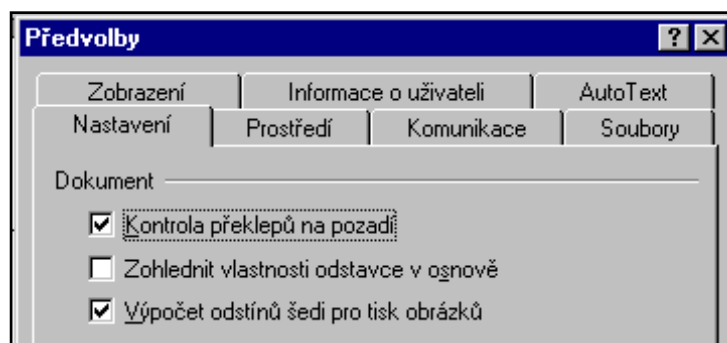 Předvolby
Zobrazení Informace o uživateli AutoText
Nastavení Prostředí Komunikace Soubory
Dokument
Kontrola překlepů na pozadí
Zohlednit vlastnosti odstavce v osnově
Výpočet odstínů šedi pro tisk obrázků